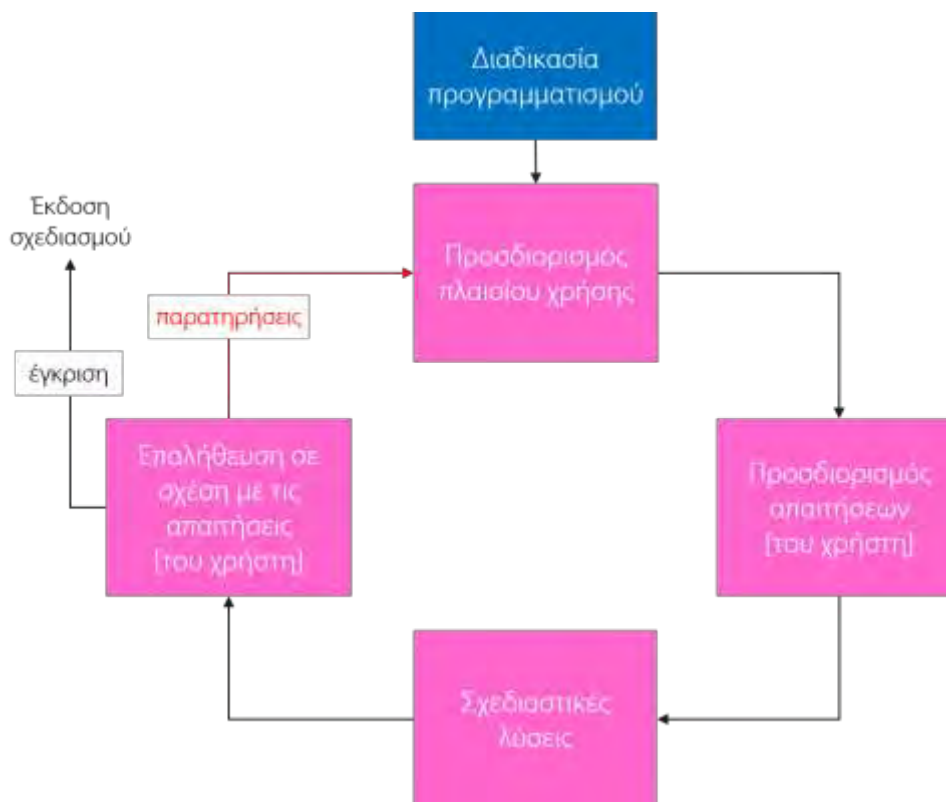 Διαδικασία
προγραμματισμού
Προσδιορισμός
πλαισίου χρήσης
Έκδοση
σχεδιασμού
παρατηρήσεις
έγκριση
Επαλήθευση σε
σχέση με τις
απαιτήσεις
[του χρήστη]
Προσδιορισμός
απαιτήσεων
[του χρήστη]
Σχεδιαστικές
λύσεις